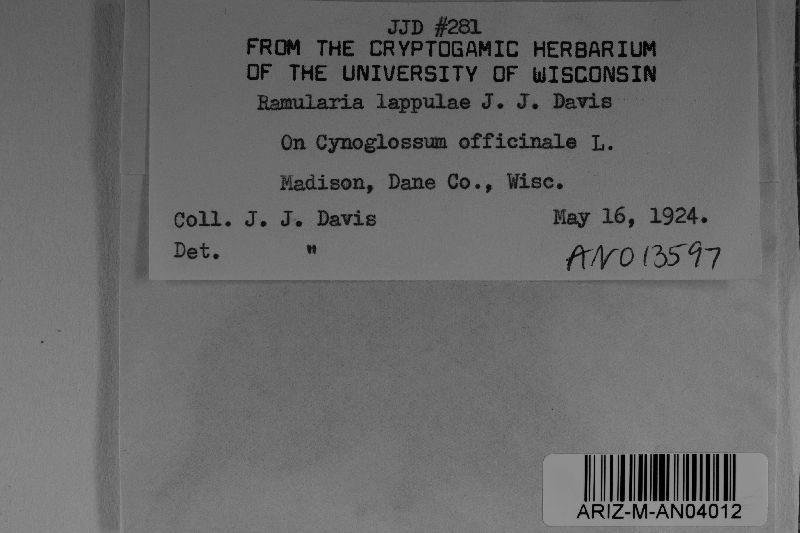 JJD #281
FROM THE CRYPTOGAMIC HERBARIUM
OF THE UNIVERSITY OF WISCONSIN
Ramularia lappulae J. J. Davis
On Cynoglossum officinale L.
Madison, Dane Co., Wisc.
Coll. J. J. Davis May 16, 1924.
Det. " ANO13597
ARIZ-M-AN04012